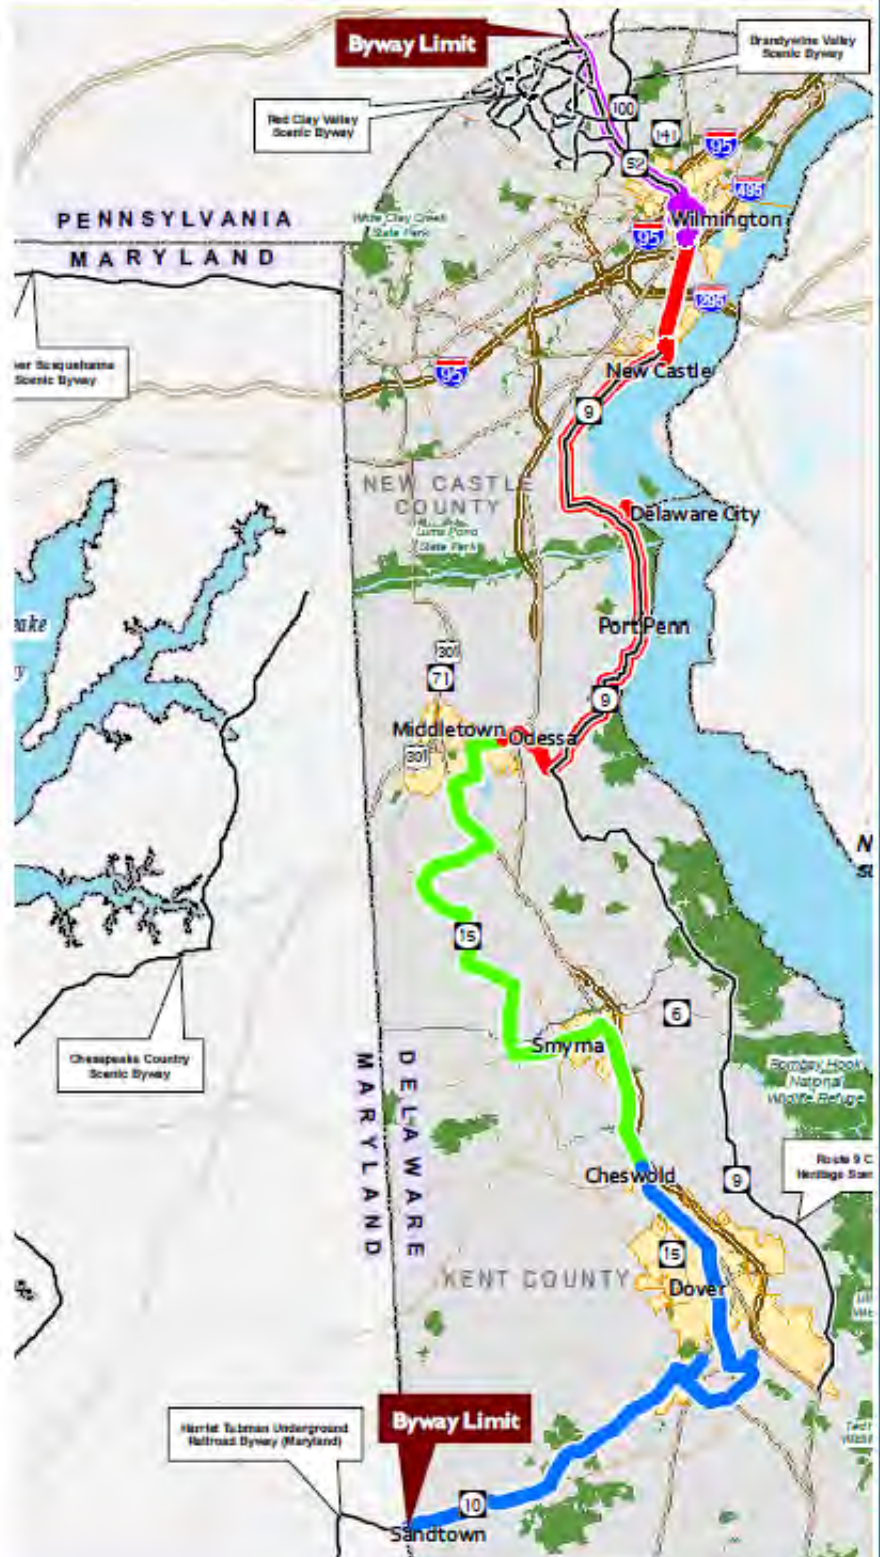 Byway Limit
Brandywine Valley
Scenic Byway
Red Clay Valley
Scenic Byway
100
141
95
52
495
PENNSYLVANIA
White Clay Creek
State Park
Wilmington
95
MARYLAND
295
Susquehanna
Scenic Byway
95
New Castle
9
NEW CASTLE
COUNTY
Delaware City
Lums Pond
State Park
Port Penn
301
71
9
Middletown
Odessa
301
15
6
Smyrna
Chesapeake Country
Scenic Byway
MARYLAND
DELAWARE
Bombay Hook
National
Wildlife Refuge
Cheswold
9
Route 9 C
Heritage
15
KENT COUNTY
Dover
Byway Limit
Harriet Tubman Underground
Railroad Byway (Maryland)
10
Sandtown